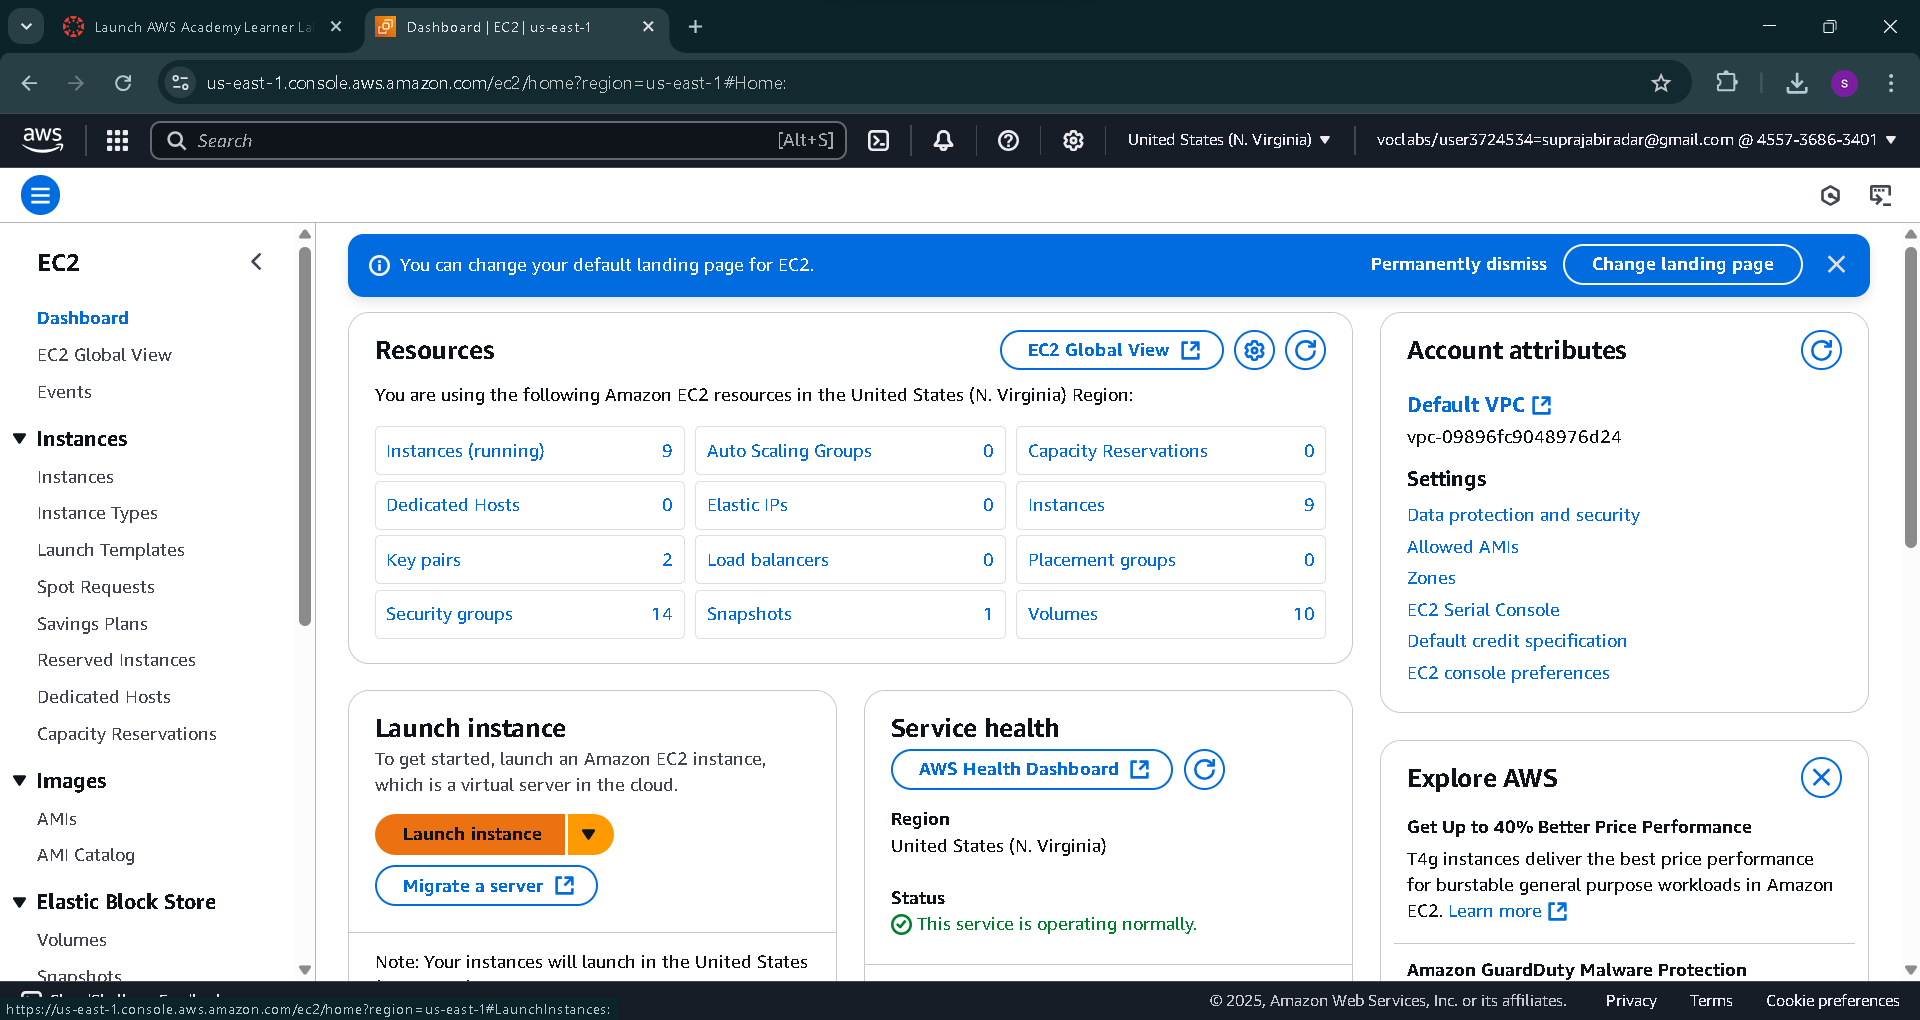 Launch AWS Academy Learner La
Dashboard | EC2 | us-east-1
us-east-1.console.aws.amazon.com/ec2/home?region=us-east-1#Home:
S
aws
Search
[Alt+S]
United States (N. Virginia)
voclabs/user3724534=suprajabiradar@gmail.com @ 4557-3686-3401
EC2
Dashboard
EC2 Global View
Events
Instances
Instances
Instance Types
Launch Templates
Spot Requests
Savings Plans
Reserved Instances
Dedicated Hosts
Capacity Reservations
Images
AMIs
AMI Catalog
Elastic Block Store
Volumes
Snapshots
You can change your default landing page for EC2.
Permanently dismiss
Change landing page
Resources
EC2 Global View
You are using the following Amazon EC2 resources in the United States (N. Virginia) Region:
Instances (running) 9
Auto Scaling Groups 0
Capacity Reservations 0
Dedicated Hosts 0
Elastic IPs 0
Instances 9
Key pairs 2
Load balancers 0
Placement groups 0
Security groups 14
Snapshots 1
Volumes 10
Launch instance
To get started, launch an Amazon EC2 instance,
which is a virtual server in the cloud.
Launch instance
Migrate a server
Note: Your instances will launch in the United States
Service health
AWS Health Dashboard
Region
United States (N. Virginia)
Status
This service is operating normally.
Account attributes
Default VPC
vpc-09896fc9048976d24
Settings
Data protection and security
Allowed AMIs
Zones
EC2 Serial Console
Default credit specification
EC2 console preferences
Explore AWS
Get Up to 40% Better Price Performance
T4g instances deliver the best price performance
for burstable general purpose workloads in Amazon
EC2. Learn more
Amazon GuardDuty Malware Protection
https://us-east-1.console.aws.amazon.com/ec2/home?region=us-east-1#LaunchInstances:
© 2025, Amazon Web Services, Inc. or its affiliates.
Privacy
Terms
Cookie preferences